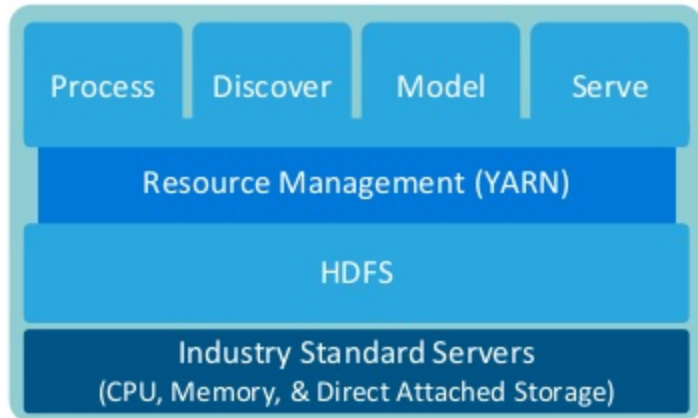 Process Discover Model Serve
Resource Management (YARN)
HDFS
Industry Standard Servers
(CPU, Memory, & Direct Attached Storage)